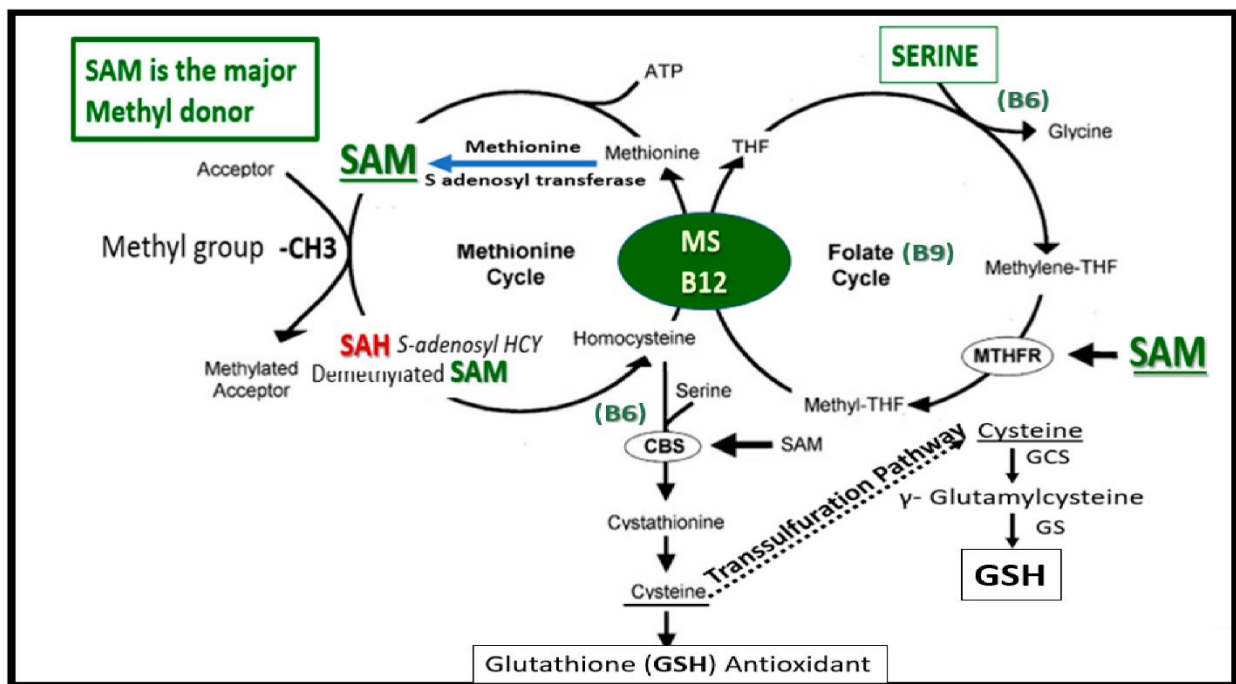 SAM is the major
Methyl donor
ATP
SERINE
(B6)
Glycine
Acceptor
SAM
Methionine
S adenosyl transferase
Methionine
THF
Methyl group -CH3
Methionine
Cycle
MS
B12
Folate (B9)
Cycle
Methylene-THF
SAH S-adenosyl HCY
Demethylated SAM
Homocysteine
MTHFR
SAM
Methylated
Acceptor
Serine
Methyl-THF
(B6)
CBS
SAM
Cystathionine
Cysteine
Transsulfuration Pathway
Cysteine
GCS
γ- Glutamylcysteine
GS
GSH
Glutathione (GSH) Antioxidant